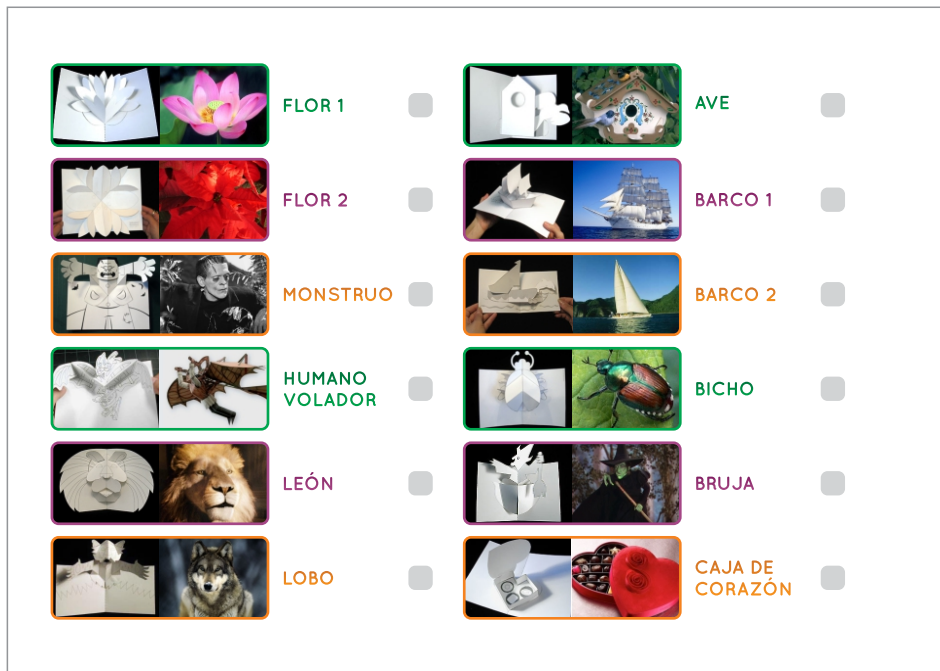 FLOR 1
FLOR 2
MONSTRUO
HUMANO
VOLADOR
LEÓN
LOBO
AVE
BARCO 1
BARCO 2
BICHO
BRUJA
CAJA DE
CORAZÓN